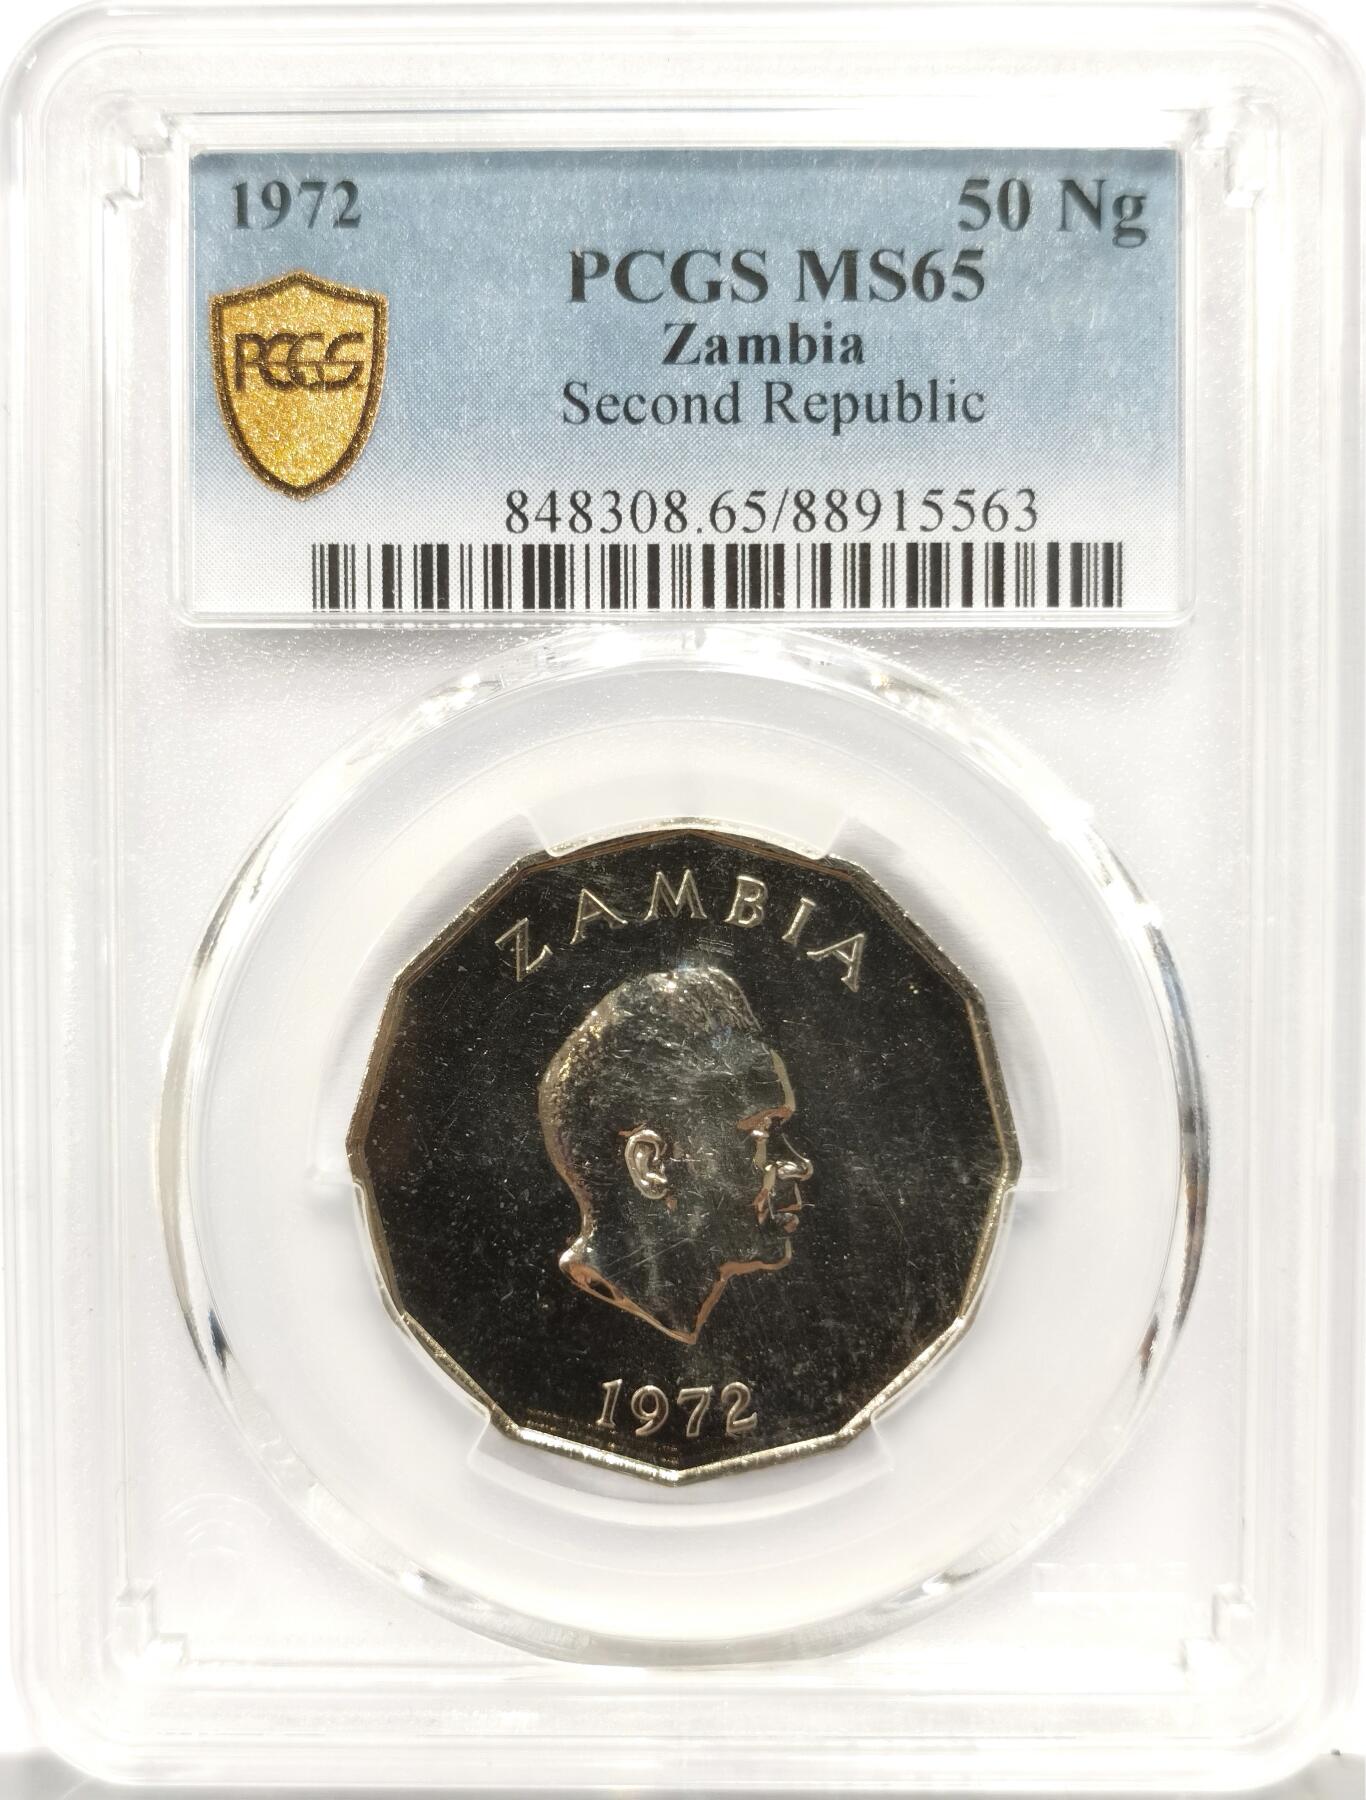 1972 50 Ng
PCGS MS65
Zambia
Second Republic
PCGS
848308.65/88915563
ZAMBIA
1972